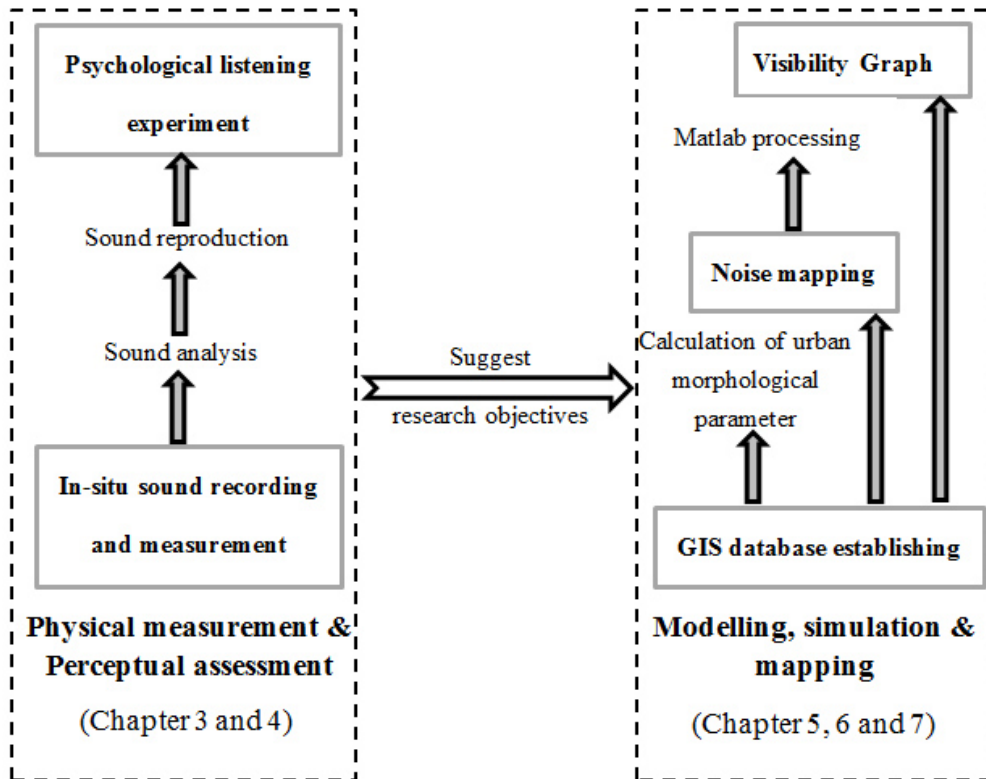 Psychological listening
experiment
Sound reproduction
Sound analysis
In-situ sound recording
and measurement
Physical measurement &
Perceptual assessment
(Chapter 3 and 4)
Suggest
research objectives
Visibility Graph
Matlab processing
Noise mapping
Calculation of urban
morphological
parameter
GIS database establishing
Modelling, simulation &
mapping
(Chapter 5, 6 and 7)